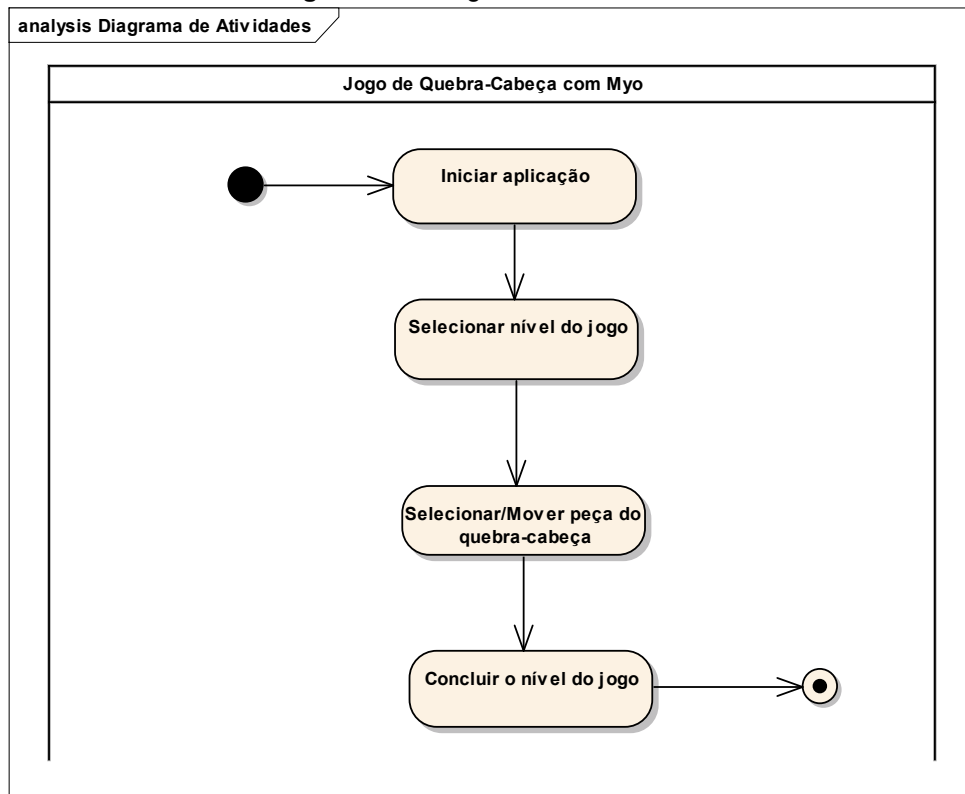 analysis Diagrama de Atividades
Jogo de Quebra-Cabeça com Myo
Iniciar aplicação
Selecionar nível do jogo
Selecionar/Mover peça do
quebra-cabeça
Concluir o nível do jogo